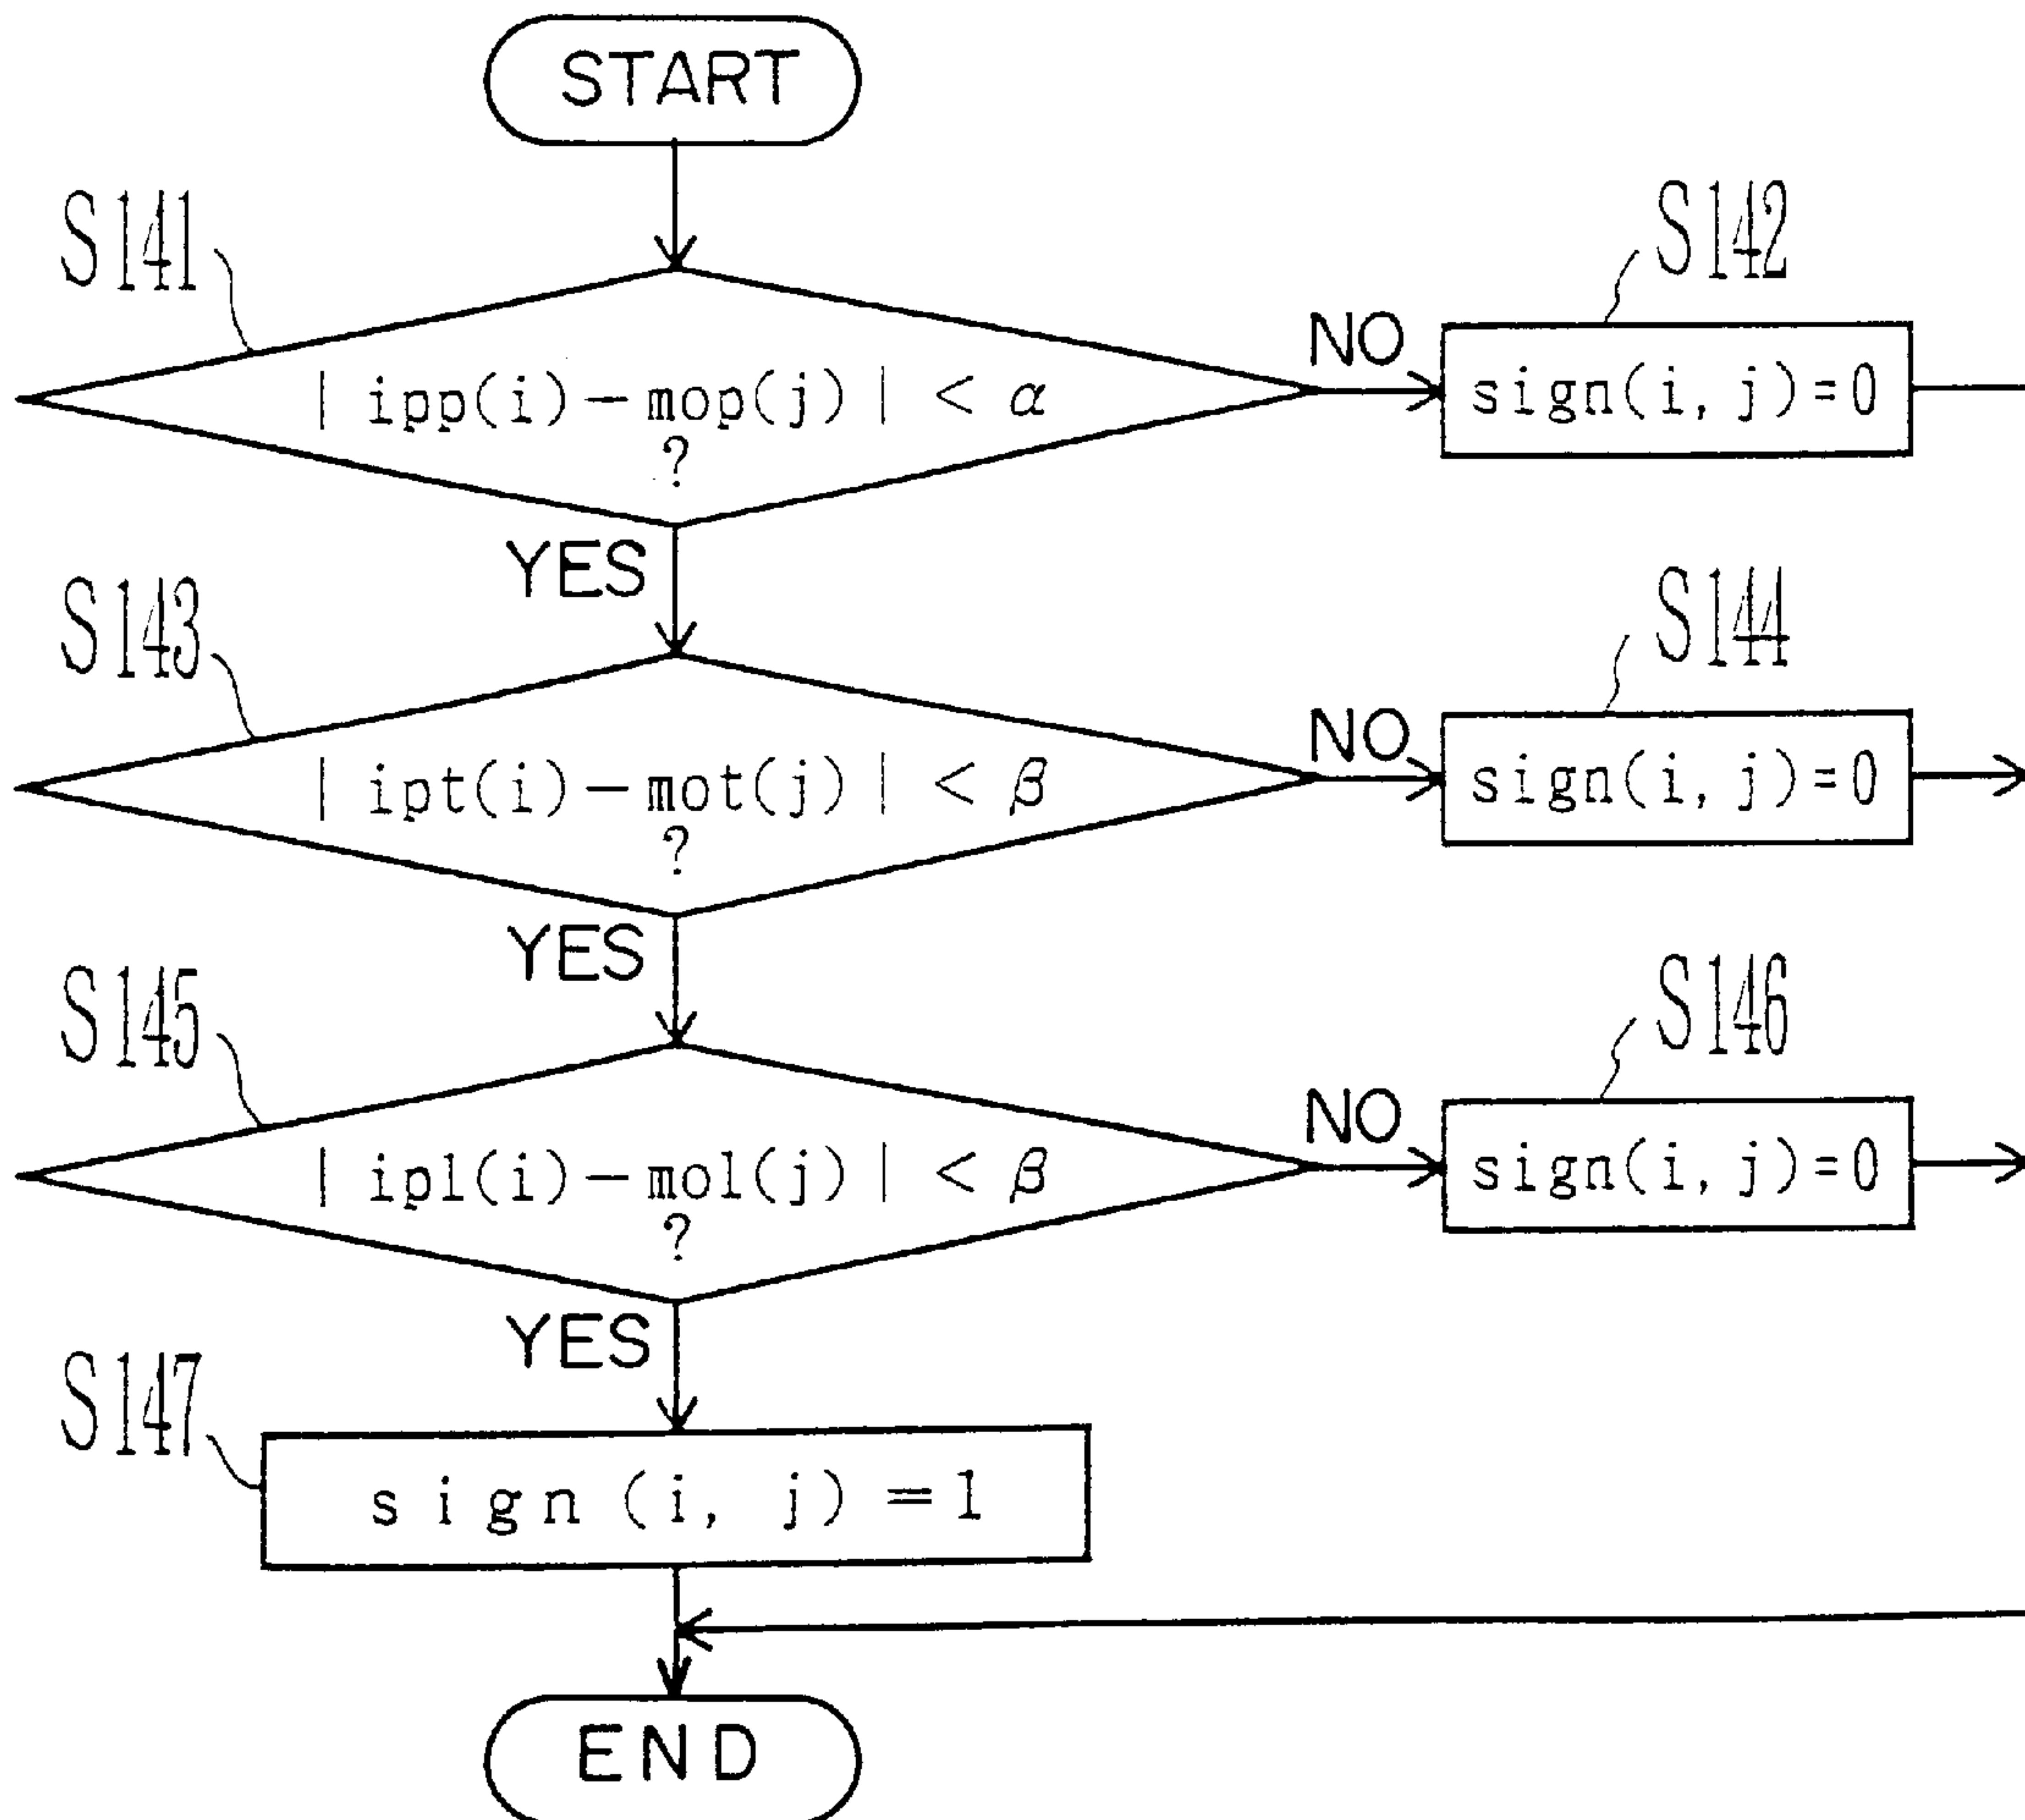 START
S141
| ipp(i)－mop(j) | < α
?
NO
S142
sign(i, j)=0
YES
S143
| ipt(i)－mot(j) | < β
?
NO
S144
sign(i, j)=0
YES
S145
| ipl(i)－mol(j) | < β
?
NO
S146
sign(i, j)=0
YES
S147
sign (i, j) =1
END